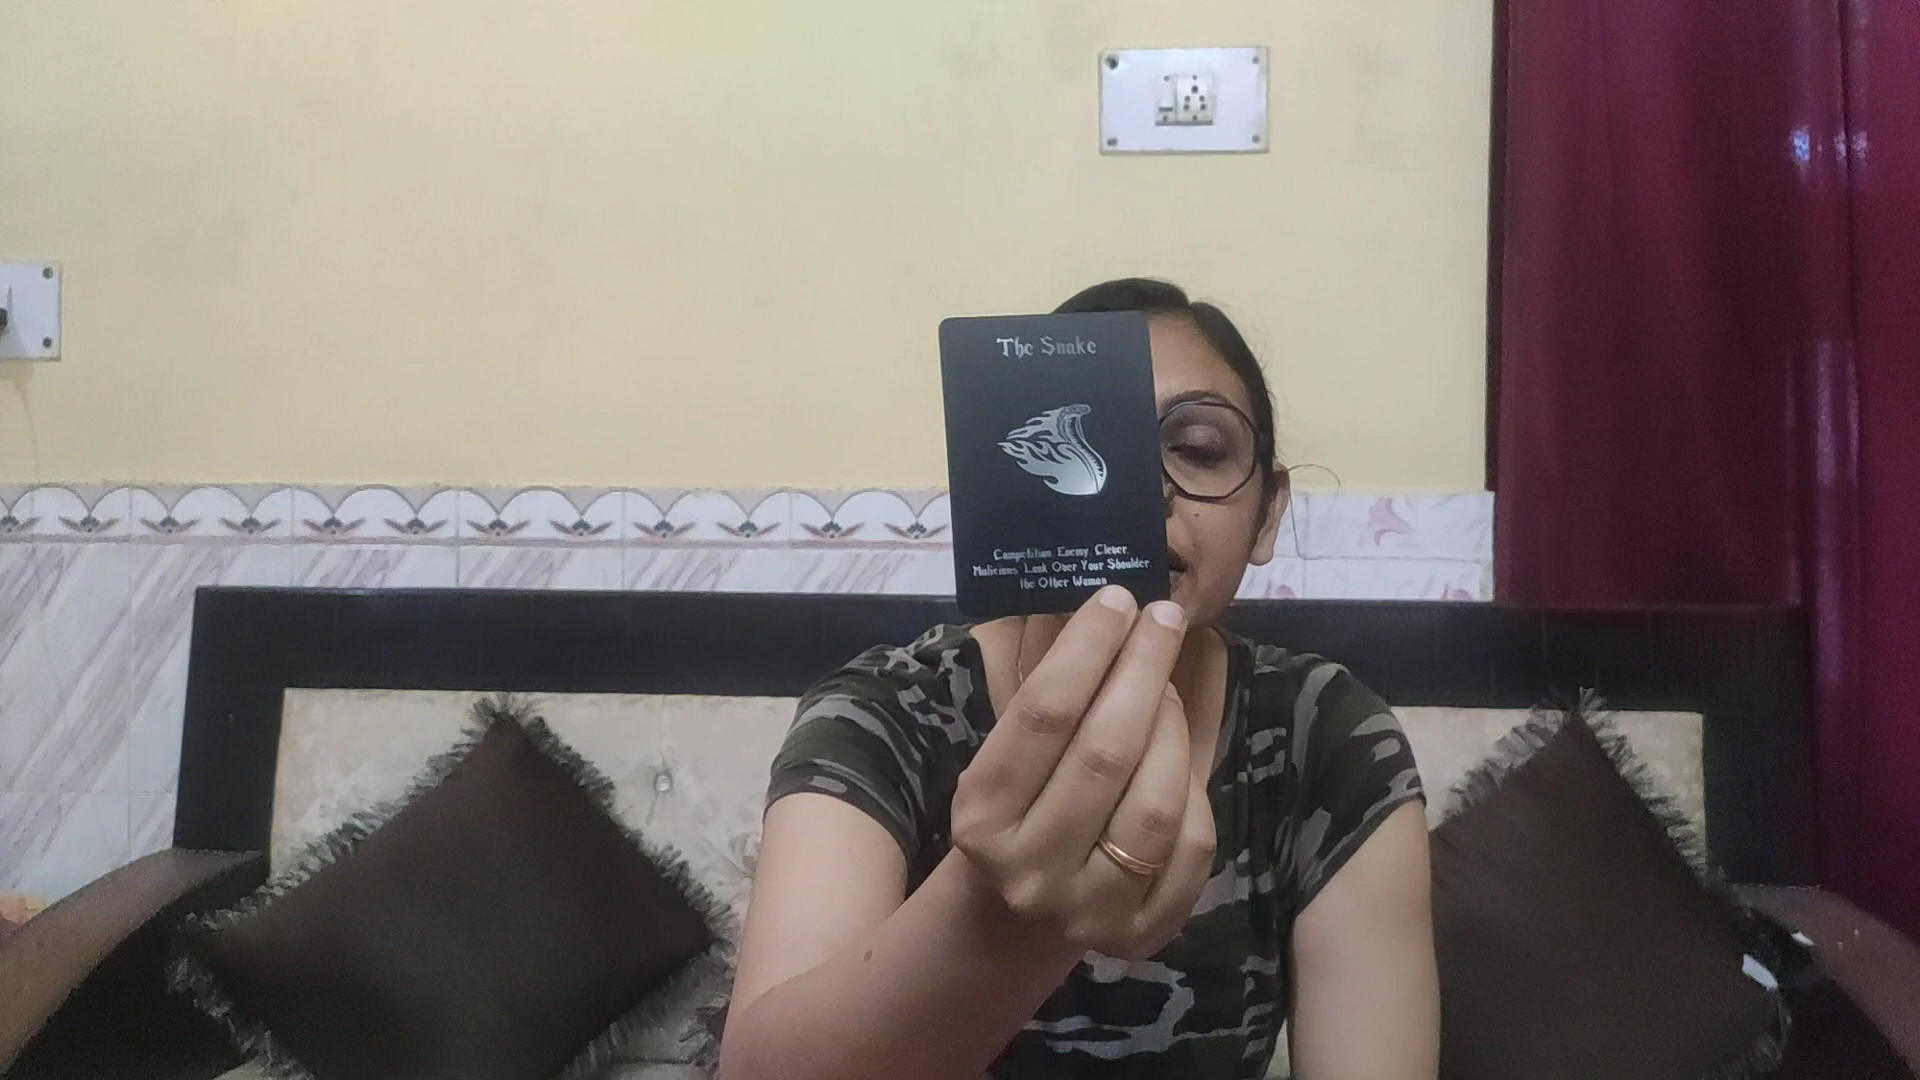 The Snake
Competition, Enemy, Clever,
Malicious, Look Over Your Shoulder,
The Other Woman